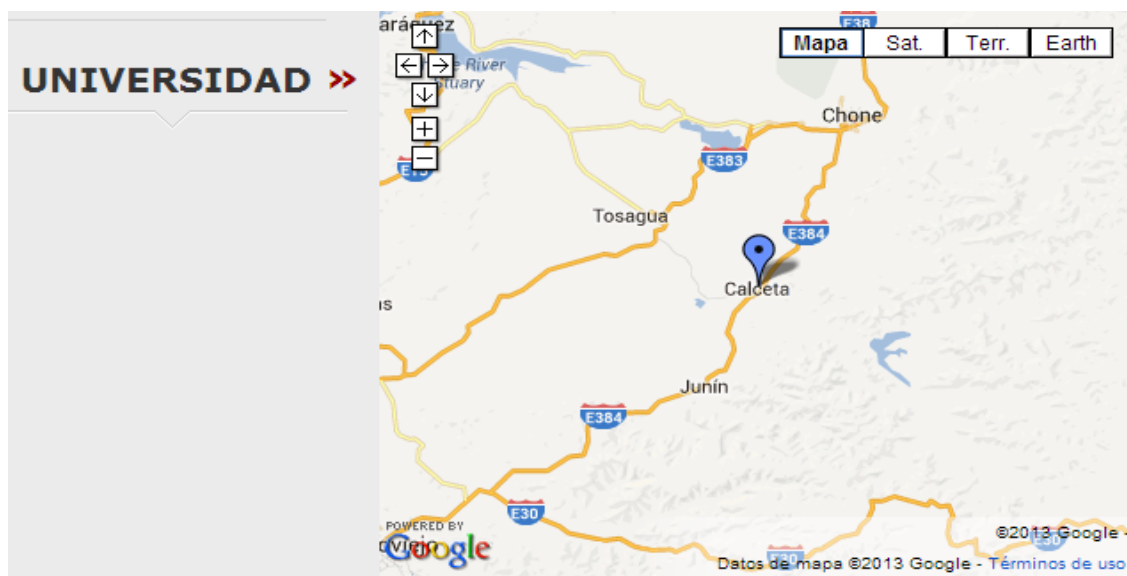 UNIVERSIDAD »
Mapa Sat. Terr. Earth
E38
River
stuary
Chone
E383
Tosagua
E384
Calceta
Junín
E384
E30
POWERED BY
Google
©2013 Google -
E30
Datos de mapa ©2013 Google - Términos de uso